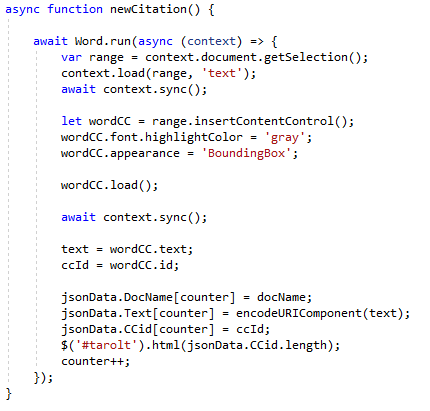 async function newCitation() {
await Word.run(async (context) => {
var range = context.document.getSelection();
context.load(range, 'text');
await context.sync();
let wordCC = range.insertContentControl();
wordCC.font.highlightColor = 'gray';
wordCC.appearance = 'BoundingBox';
wordCC.load();
await context.sync();
text = wordCC.text;
ccId = wordCC.id;
jsonData.DocName[counter] = docName;
jsonData.Text[counter] = encodeURIComponent(text);
jsonData.CCid[counter] = ccId;
$('#tarolt').html(jsonData.CCid.length);
counter++;
});
}